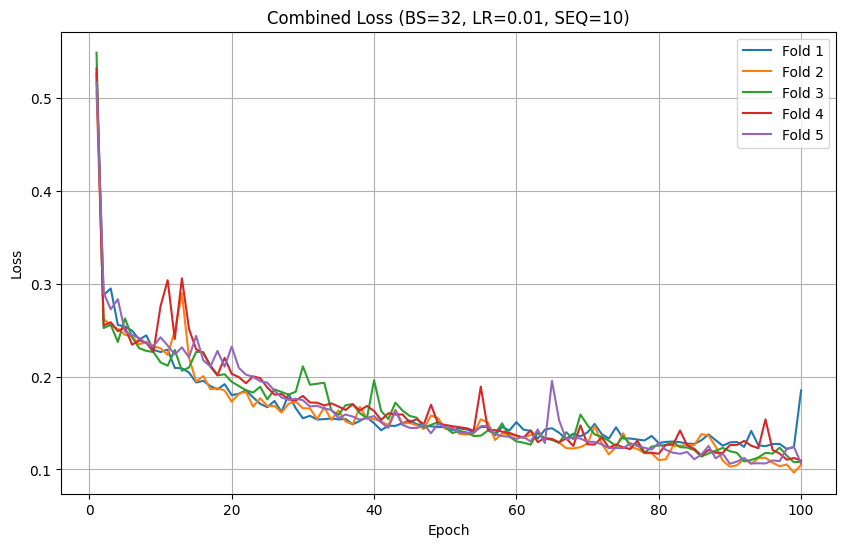 Combined Loss (BS=32, LR=0.01, SEQ=10)
Fold 1
Fold 2
Fold 3
Fold 4
Fold 5
Loss
0.5
0.4
0.3
0.2
0.1
0 20 40 60 80 100
Epoch